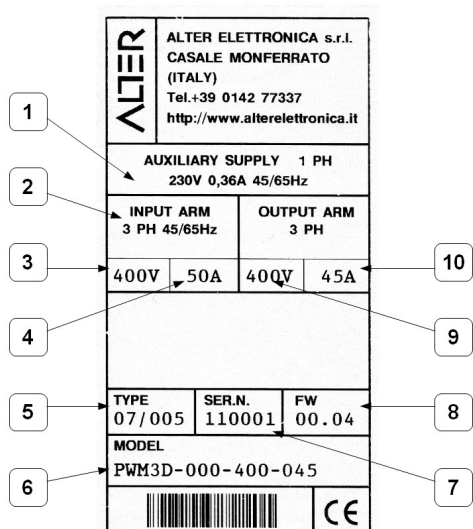 ALTER
ALTER ELETTRONICA s.r.l.
CASALE MONFERRATO
(ITALY)
Tel.+39 0142 77337
http://www.alterelettronica.it
1
AUXILIARY SUPPLY 1 PH
230V 0,36A 45/65Hz
2
INPUT ARM
3 PH 45/65Hz
OUTPUT ARM
3 PH
3
400V 50A 400V 45A
10
4
9
5
TYPE SER.N. FW
07/005 110001 00.04
8
MODEL
PWM3D-000-400-045
6
7
CE